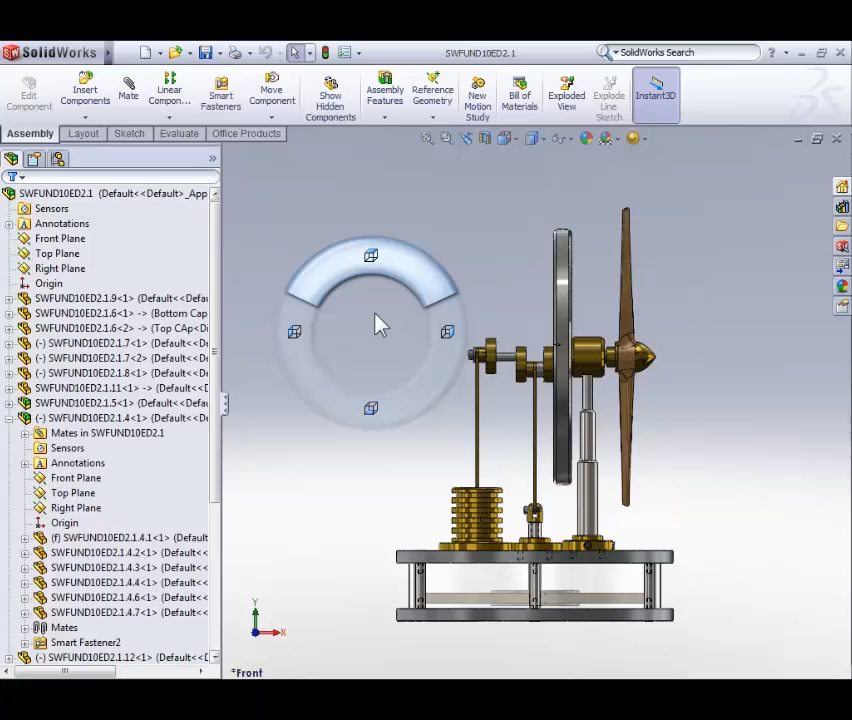 SolidWorks
SWFUND10ED2.1
SolidWorks Search
Edit Component
Insert Components
Mate
Linear Compon...
Smart Fasteners
Move Component
Show Hidden Components
Assembly Features
Reference Geometry
New Motion Study
Bill of Materials
Exploded View
Explode Line Sketch
Instant3D
Assembly
Layout
Sketch
Evaluate
Office Products
SWFUND10ED2.1 (Default<<Default>_App
Sensors
Annotations
Front Plane
Top Plane
Right Plane
Origin
SWFUND10ED2.1.9<1> (Default<<Defau
SWFUND10ED2.1.6<1> -> (Bottom Cap
SWFUND10ED2.1.6<2> -> (Top CAp<Di
(-) SWFUND10ED2.1.7<1> (Default<<D
(-) SWFUND10ED2.1.7<2> (Default<<D
(-) SWFUND10ED2.1.8<1> (Default<<D
SWFUND10ED2.1.11<1> -> (Default<<D
SWFUND10ED2.1.5<1> (Default<<Defau
(-) SWFUND10ED2.1.4<1> (Default<<De
Mates in SWFUND10ED2.1
Sensors
Annotations
Front Plane
Top Plane
Right Plane
Origin
(f) SWFUND10ED2.1.4.1<1> (Defau
SWFUND10ED2.1.4.2<1> (Default<<
SWFUND10ED2.1.4.3<1> (Default<<
SWFUND10ED2.1.4.4<1> (Default<<
SWFUND10ED2.1.4.6<1> (Default<<
SWFUND10ED2.1.4.7<1> (Default<<
Mates
Smart Fastener2
(-) SWFUND10ED2.1.12<1> (Default<<D
Y
X
*Front